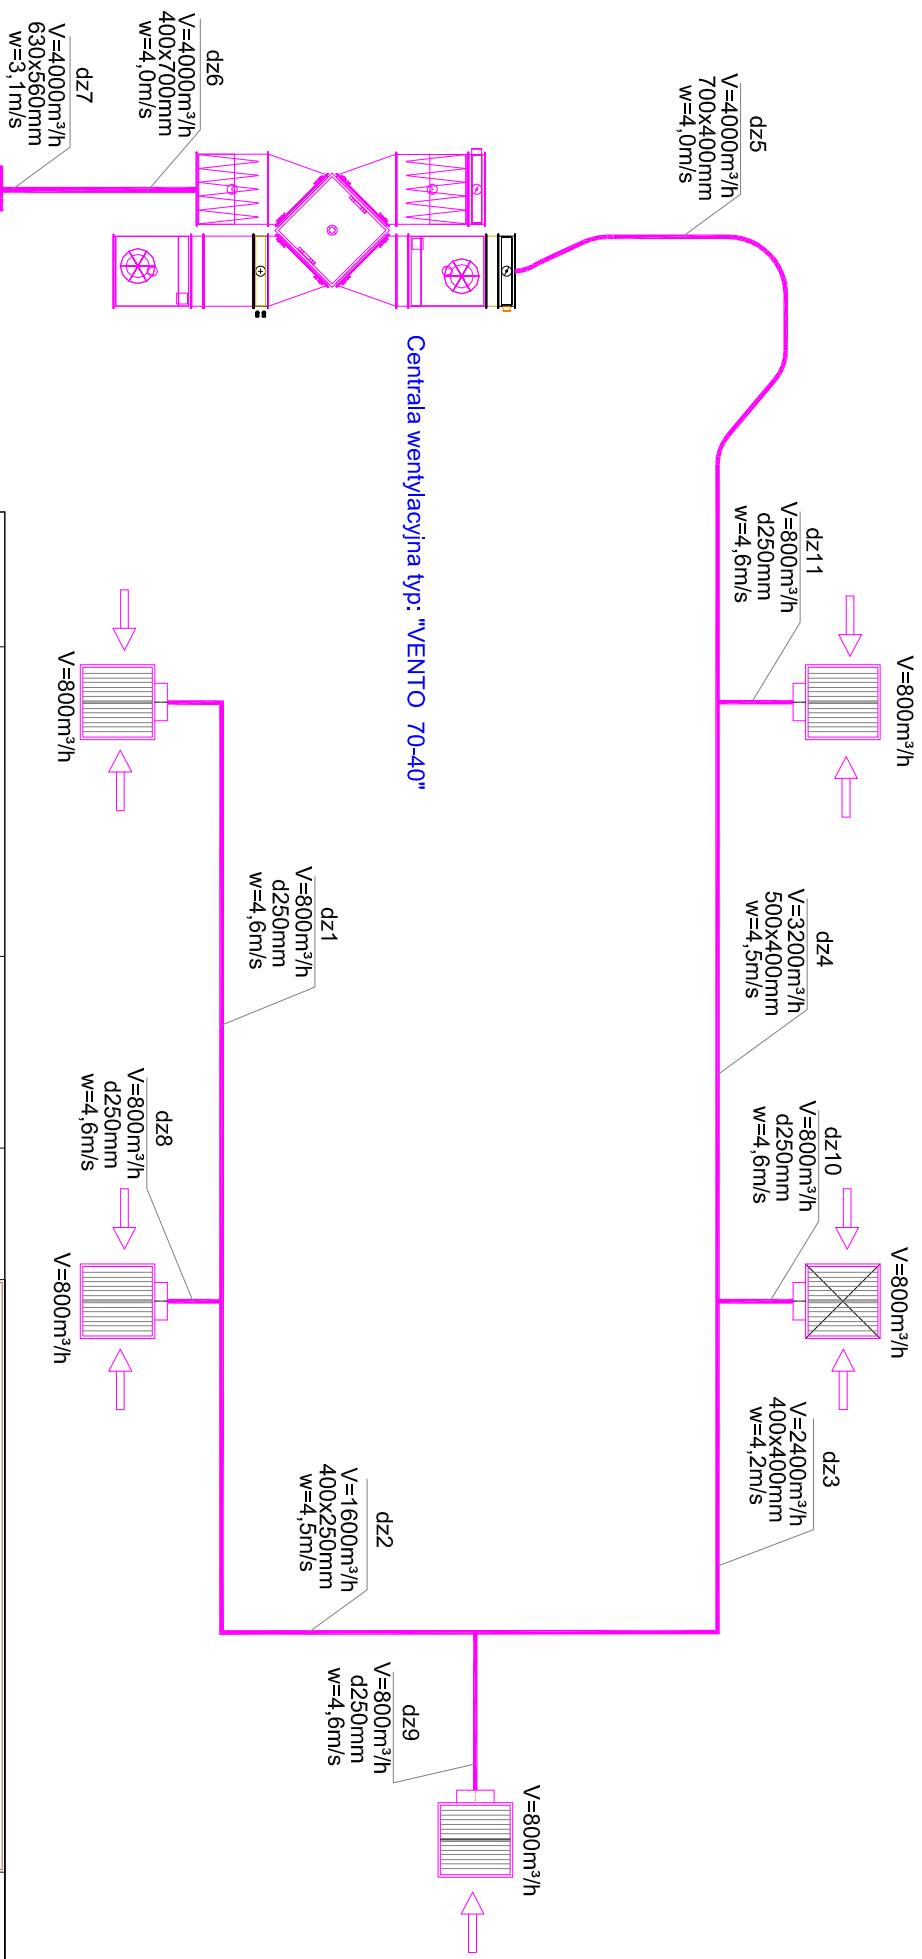 dz7
V=4000m³/h
630x560mm
w=3,1m/s
dz6
V=4000m³/h
400x700mm
w=4,0m/s
dz5
V=4000m³/h
700x400mm
w=4,0m/s
Centrala wentylacyjna typ: "VENTO 70-40"
dz11
V=800m³/h
d250mm
w=4,6m/s
V=800m³/h
V=800m³/h
dz1
V=800m³/h
d250mm
w=4,6m/s
dz4
V=3200m³/h
500x400mm
w=4,5m/s
dz8
V=800m³/h
d250mm
w=4,6m/s
V=800m³/h
dz10
V=800m³/h
d250mm
w=4,6m/s
V=800m³/h
dz3
V=2400m³/h
400x400mm
w=4,2m/s
dz2
V=1600m³/h
400x250mm
w=4,5m/s
dz9
V=800m³/h
d250mm
w=4,6m/s
V=800m³/h